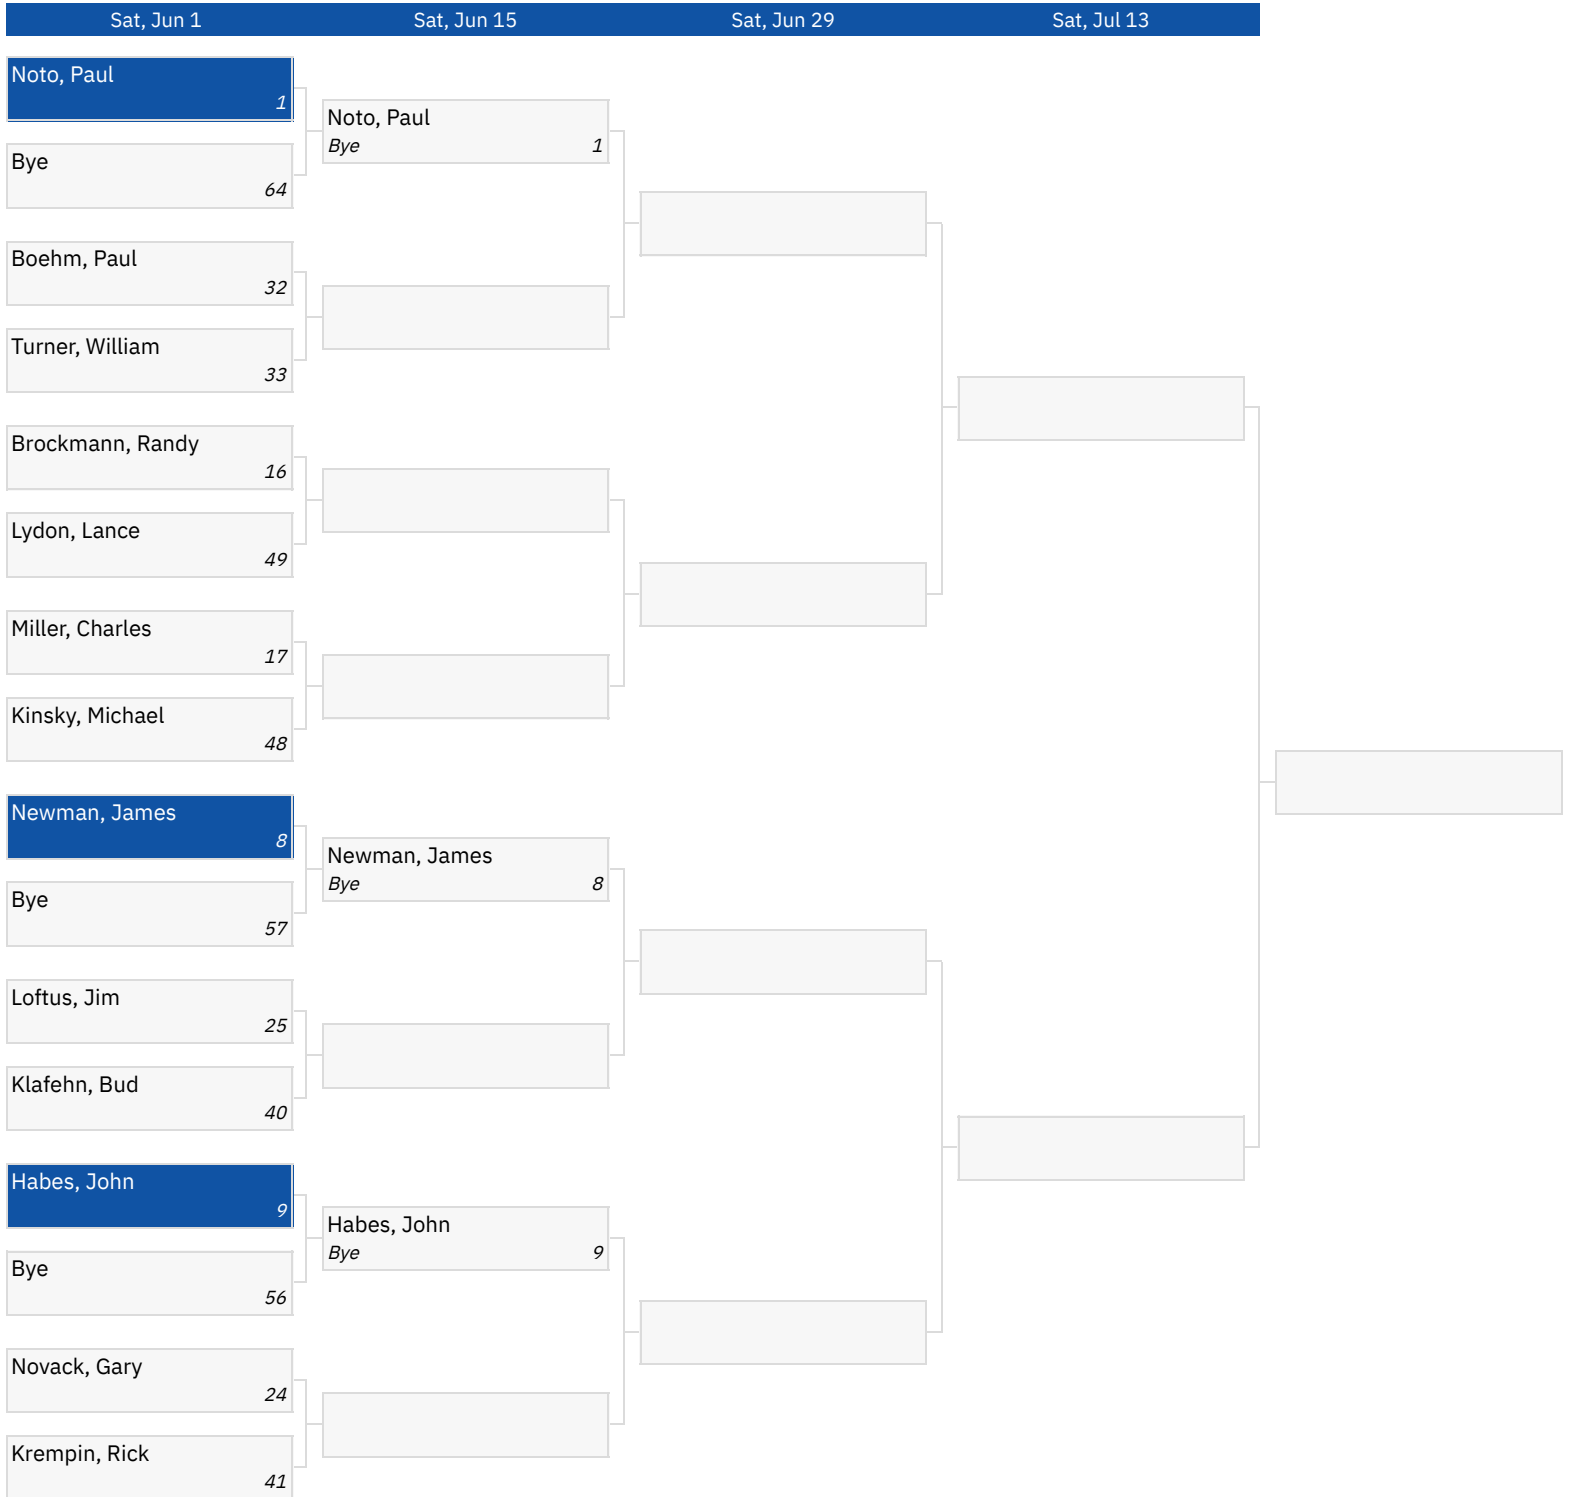 Sat, Jun 1
Sat, Jun 15
Sat, Jun 29
Sat, Jul 13
Noto, Paul
1
Bye
64
Boehm, Paul
32
Turner, William
33
Brockmann, Randy
16
Lydon, Lance
49
Miller, Charles
17
Kinsky, Michael
48
Newman, James
8
Bye
57
Loftus, Jim
25
Klafehn, Bud
40
Habes, John
9
Bye
56
Novack, Gary
24
Krempin, Rick
41
Noto, Paul
Bye 1
Newman, James
Bye 8
Habes, John
Bye 9